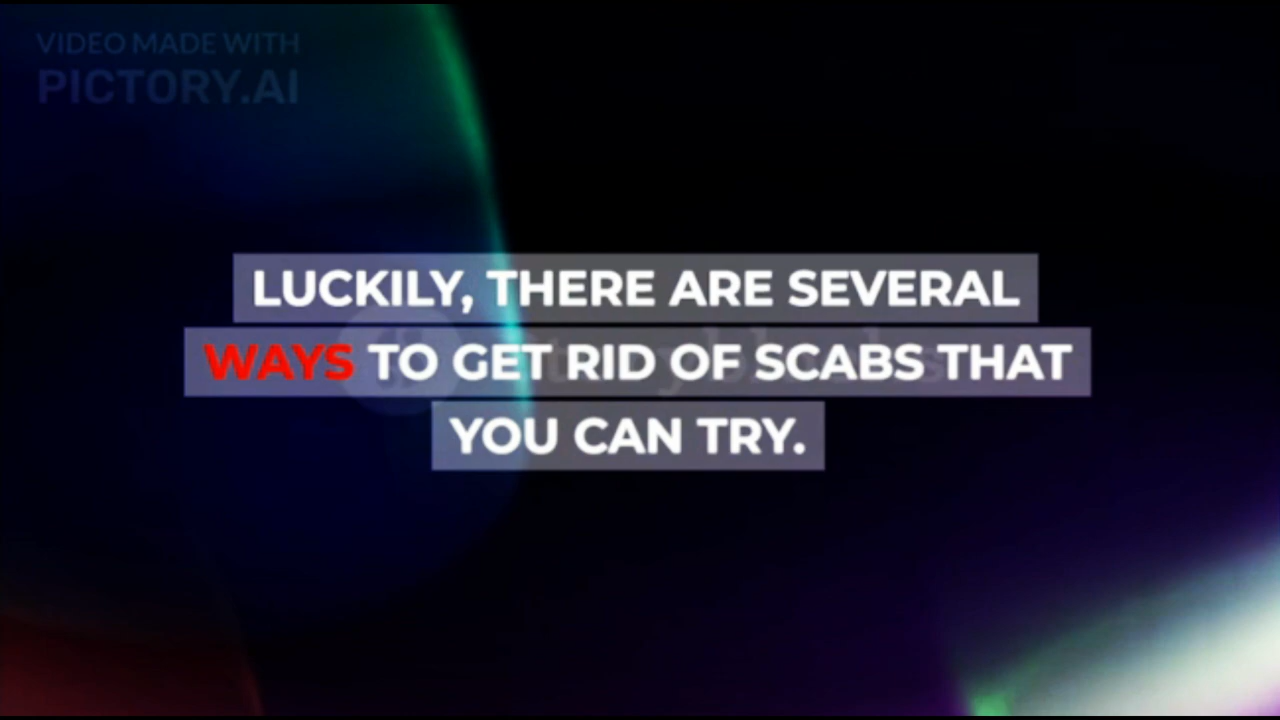 VIDEO MADE WITH
PICTORY.AI
LUCKILY, THERE ARE SEVERAL
WAYS TO GET RID OF SCABS THAT
YOU CAN TRY.